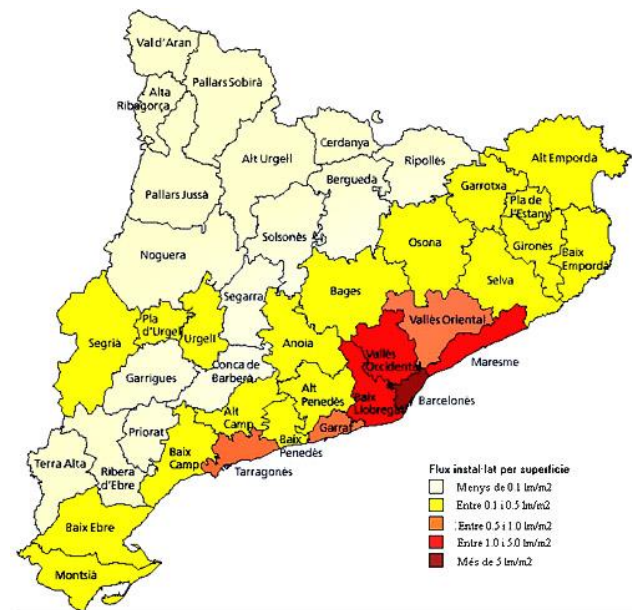 Val d'Aran
Pallars Sobirà
Alta
Ribagorça
Cerdanya
Ripollès
Alt Urgell
Alt Empordà
Berguedà
Garrotxa
Pla de
l'Estany
Pallars Jussà
Osona
Gironès
Solsonès
Baix
Empordà
Noguera
Selva
Bages
Segarra
Vallès Oriental
Pla
d'Urgel
Segrià
Urgell
Anoia
Vallès
Occidental
Maresme
Conca de
Barberà
Garrigues
Alt
Penedès
Baix
Llobregat
Barcelonés
Alt
Camp
Priorat
Garraf
Baix
Penedès
Baix
Camp
Terra Alta
Ribera
d'Ebre
Tarragonés
Baix Ebre
Montsià
Flux instal·lat per superfície
Menys de 0.1 lm/m2
Entre 0.1 i 0.5 lm/m2
Entre 0.5 i 1.0 lm/m2
Entre 1.0 i 5.0 lm/m2
Més de 5 lm/m2